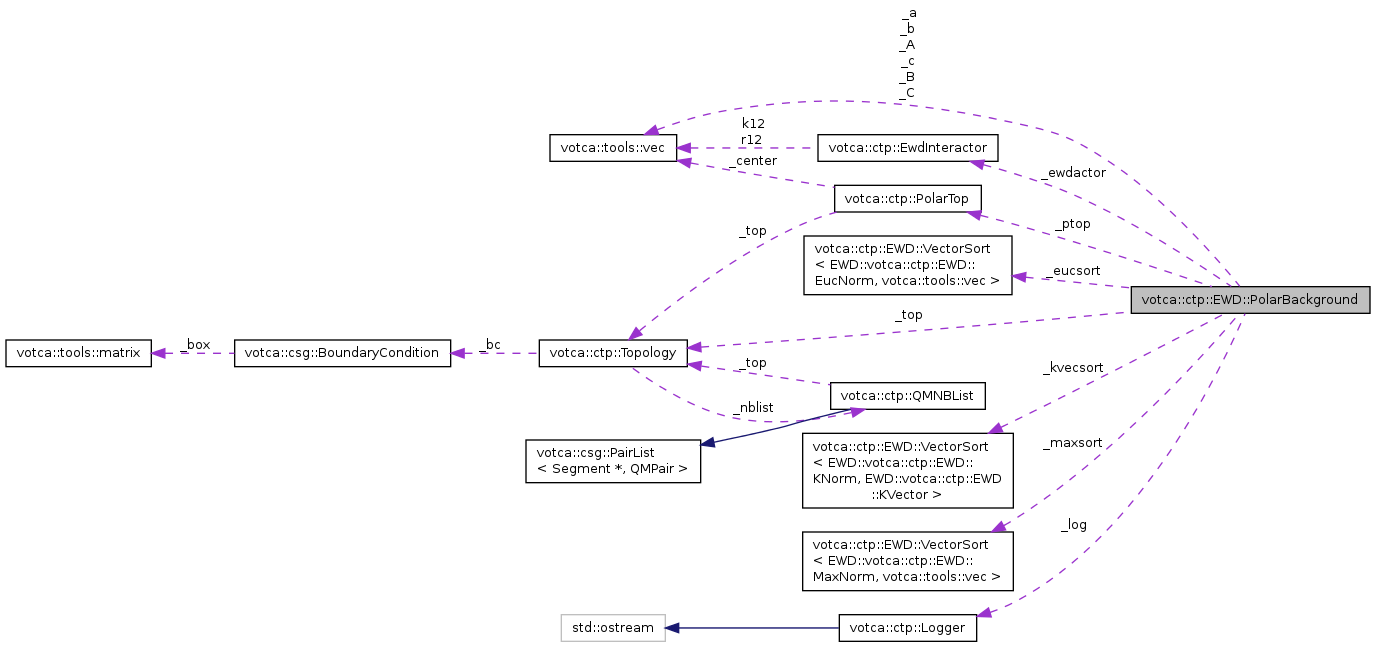 _a
_b
_A
_c
_B
_C
k12
r12
votca::tools::vec
votca::ctp::EwdInteractor
_center
_ewdactor
votca::ctp::PolarTop
_top
_ptop
votca::ctp::EWD::VectorSort
< EWD::votca::ctp::EWD::
EucNorm, votca::tools::vec >
_eucsort
votca::ctp::EWD::PolarBackground
_top
votca::tools::matrix
_box
votca::csg::BoundaryCondition
_bc
votca::ctp::Topology
_top
_kvecsort
votca::ctp::QMNBList
_nblist
votca::csg::PairList
< Segment *, QMPair >
votca::ctp::EWD::VectorSort
< EWD::votca::ctp::EWD::
KNorm, EWD::votca::ctp::EWD
::KVector >
_maxsort
votca::ctp::EWD::VectorSort
< EWD::votca::ctp::EWD::
MaxNorm, votca::tools::vec >
_log
std::ostream
votca::ctp::Logger